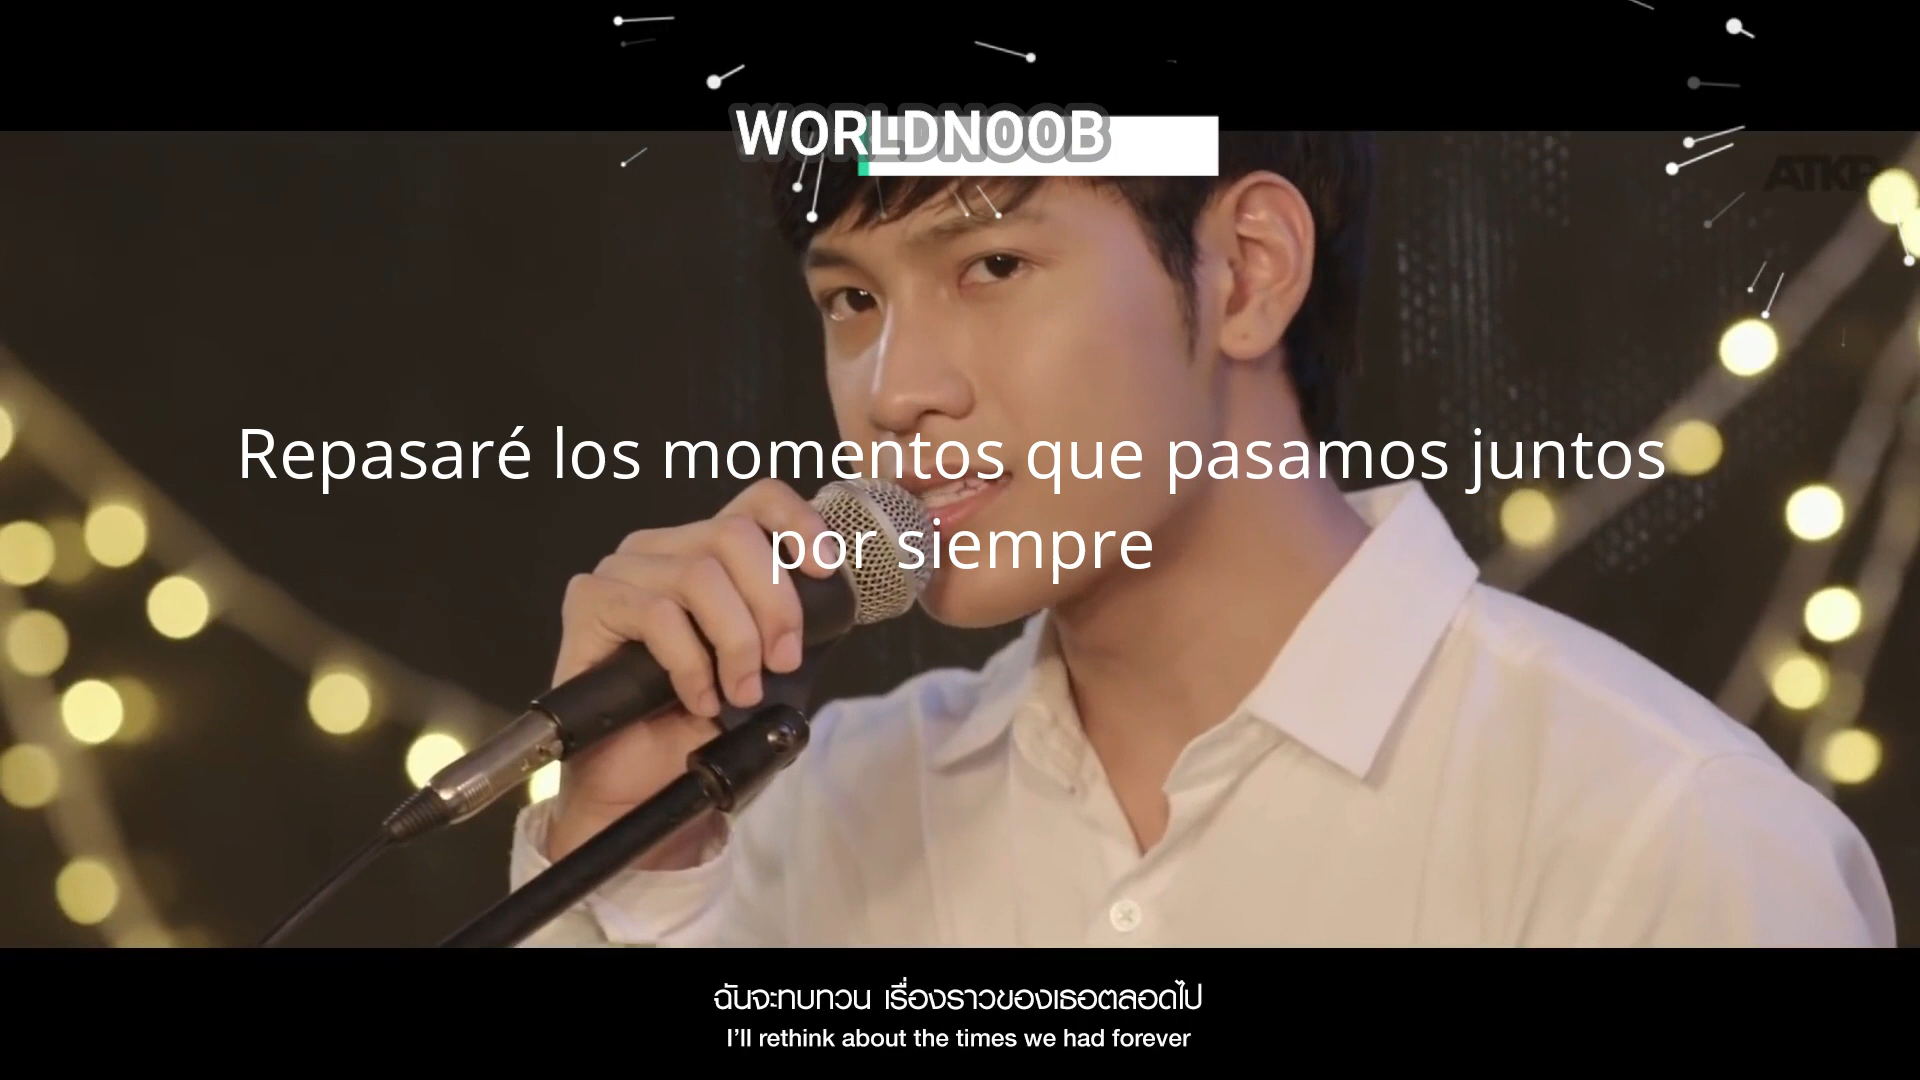 WORLDNOOB
Repasaré los momentos que pasamos juntos
por siempre
ฉันจะทบทวน เรื่องราวของเธอตลอดไป
I'll rethink about the times we had forever